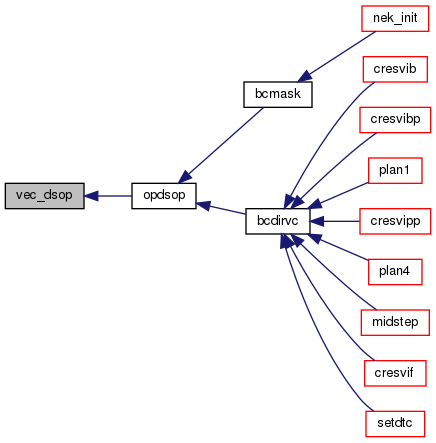 nek_init
cresvib
bcmask
cresvibp
plan1
vec_dsop
opdsop
bcdirvc
cresvipp
plan4
midstep
cresvif
setdtc